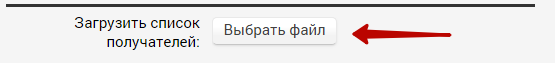 Загрузить список
получателей:
Выбрать файл